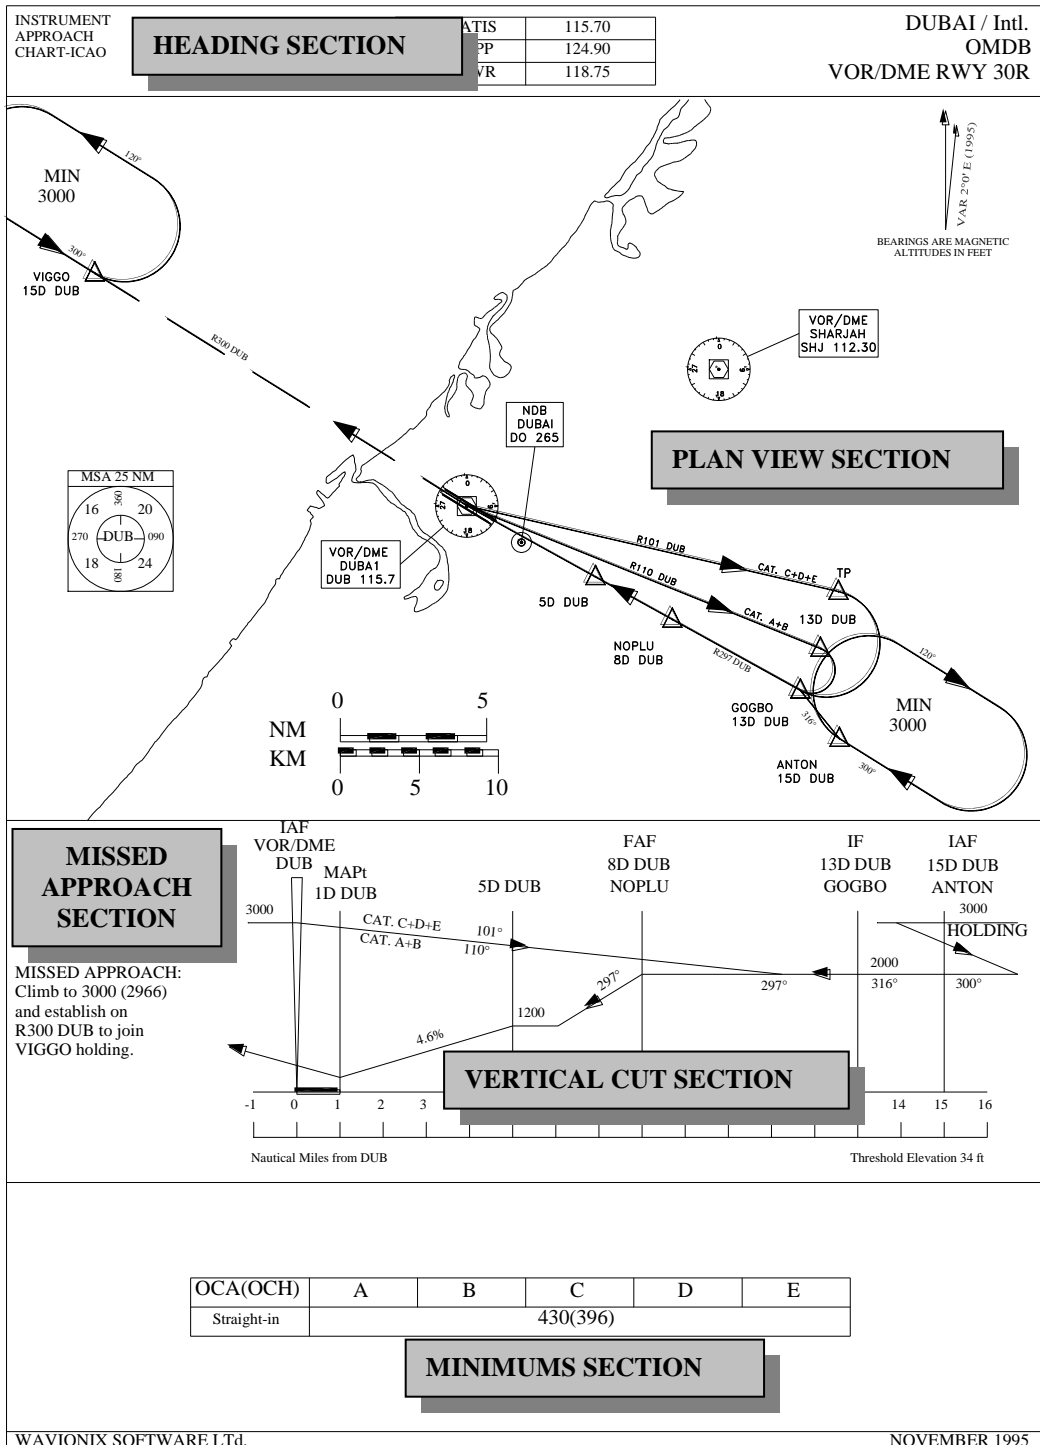 INSTRUMENT
APPROACH
CHART-ICAO
HEADING SECTION
ATIS 115.70
PP 124.90
VR 118.75
DUBAI / Intl.
OMDB
VOR/DME RWY 30R
120°
MIN
3000
300°
VIGGO
15D DUB
R300 DUB
VAR 2°0' E (1995)
BEARINGS ARE MAGNETIC
ALTITUDES IN FEET
VOR/DME
SHARJAH
SHJ 112.30
0
18
27
NDB
DUBAI
DO 265
PLAN VIEW SECTION
MSA 25 NM
360
16 20
270 DUB 090
18 24
180
0
27
18
VOR/DME
DUBA1
DUB 115.7
R101 DUB
CAT. C+D+E
TP
R110 DUB
CAT. A+B
13D DUB
5D DUB
NOPLU
8D DUB
R297 DUB
120°
MIN
3000
GOGBO
13D DUB
316°
ANTON
15D DUB
300°
0 5
NM
KM
0 5 10
MISSED
APPROACH
SECTION
MISSED APPROACH:
Climb to 3000 (2966)
and establish on
R300 DUB to join
VIGGO holding.
IAF
VOR/DME
DUB
MAPt
1D DUB
5D DUB
FAF
8D DUB
NOPLU
IF
13D DUB
GOGBO
IAF
15D DUB
ANTON
3000
CAT. C+D+E 101°
CAT. A+B 110°
3000
HOLDING
2000
297°
297°
316°
300°
1200
4.6%
VERTICAL CUT SECTION
-1 0 1 2 3 14 15 16
Nautical Miles from DUB
Threshold Elevation 34 ft
OCA(OCH) A B C D E
Straight-in 430(396)
MINIMUMS SECTION
WAVIONIX SOFTWARE LTd.
NOVEMBER 1995